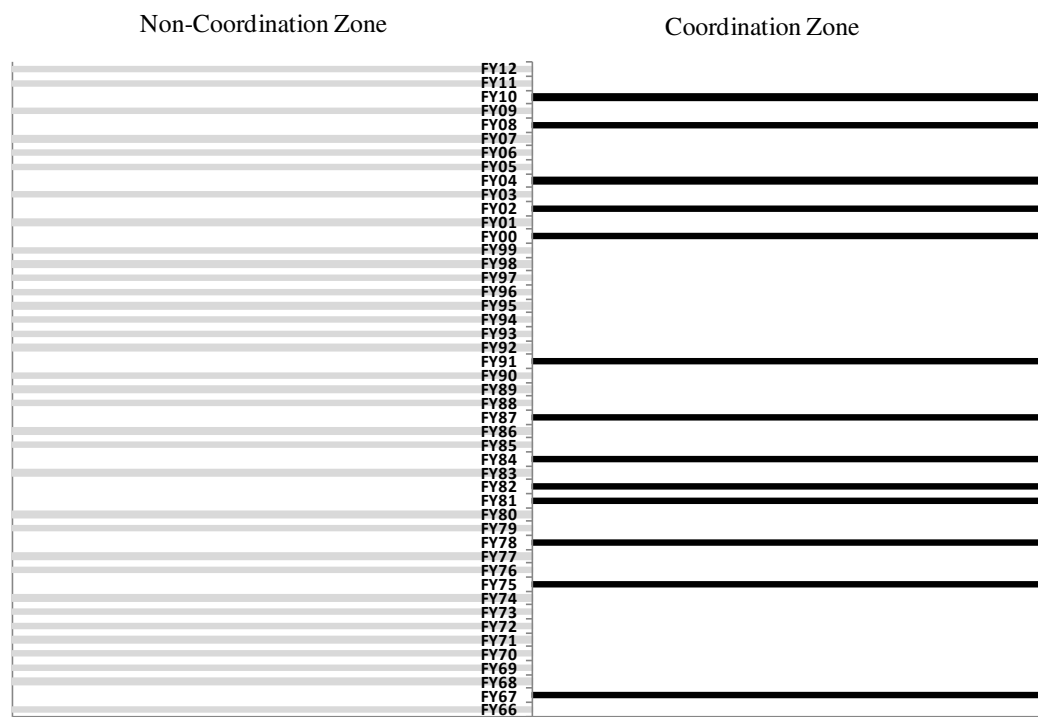 Non-Coordination Zone
Coordination Zone
FY12
FY11
FY10
FY09
FY08
FY07
FY06
FY05
FY04
FY03
FY02
FY01
FY00
FY99
FY98
FY97
FY96
FY95
FY94
FY93
FY92
FY91
FY90
FY89
FY88
FY87
FY86
FY85
FY84
FY83
FY82
FY81
FY80
FY79
FY78
FY77
FY76
FY75
FY74
FY73
FY72
FY71
FY70
FY69
FY68
FY67
FY66